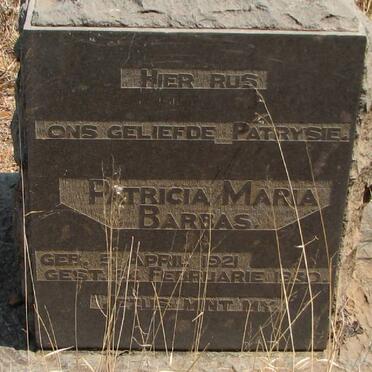 HIER RUS
ONS GELIEFDE PATRYSIE.
PATRICIA MARIA
BARBAS.
GEB. APRIL 1921
GEST. FEBRUARIE